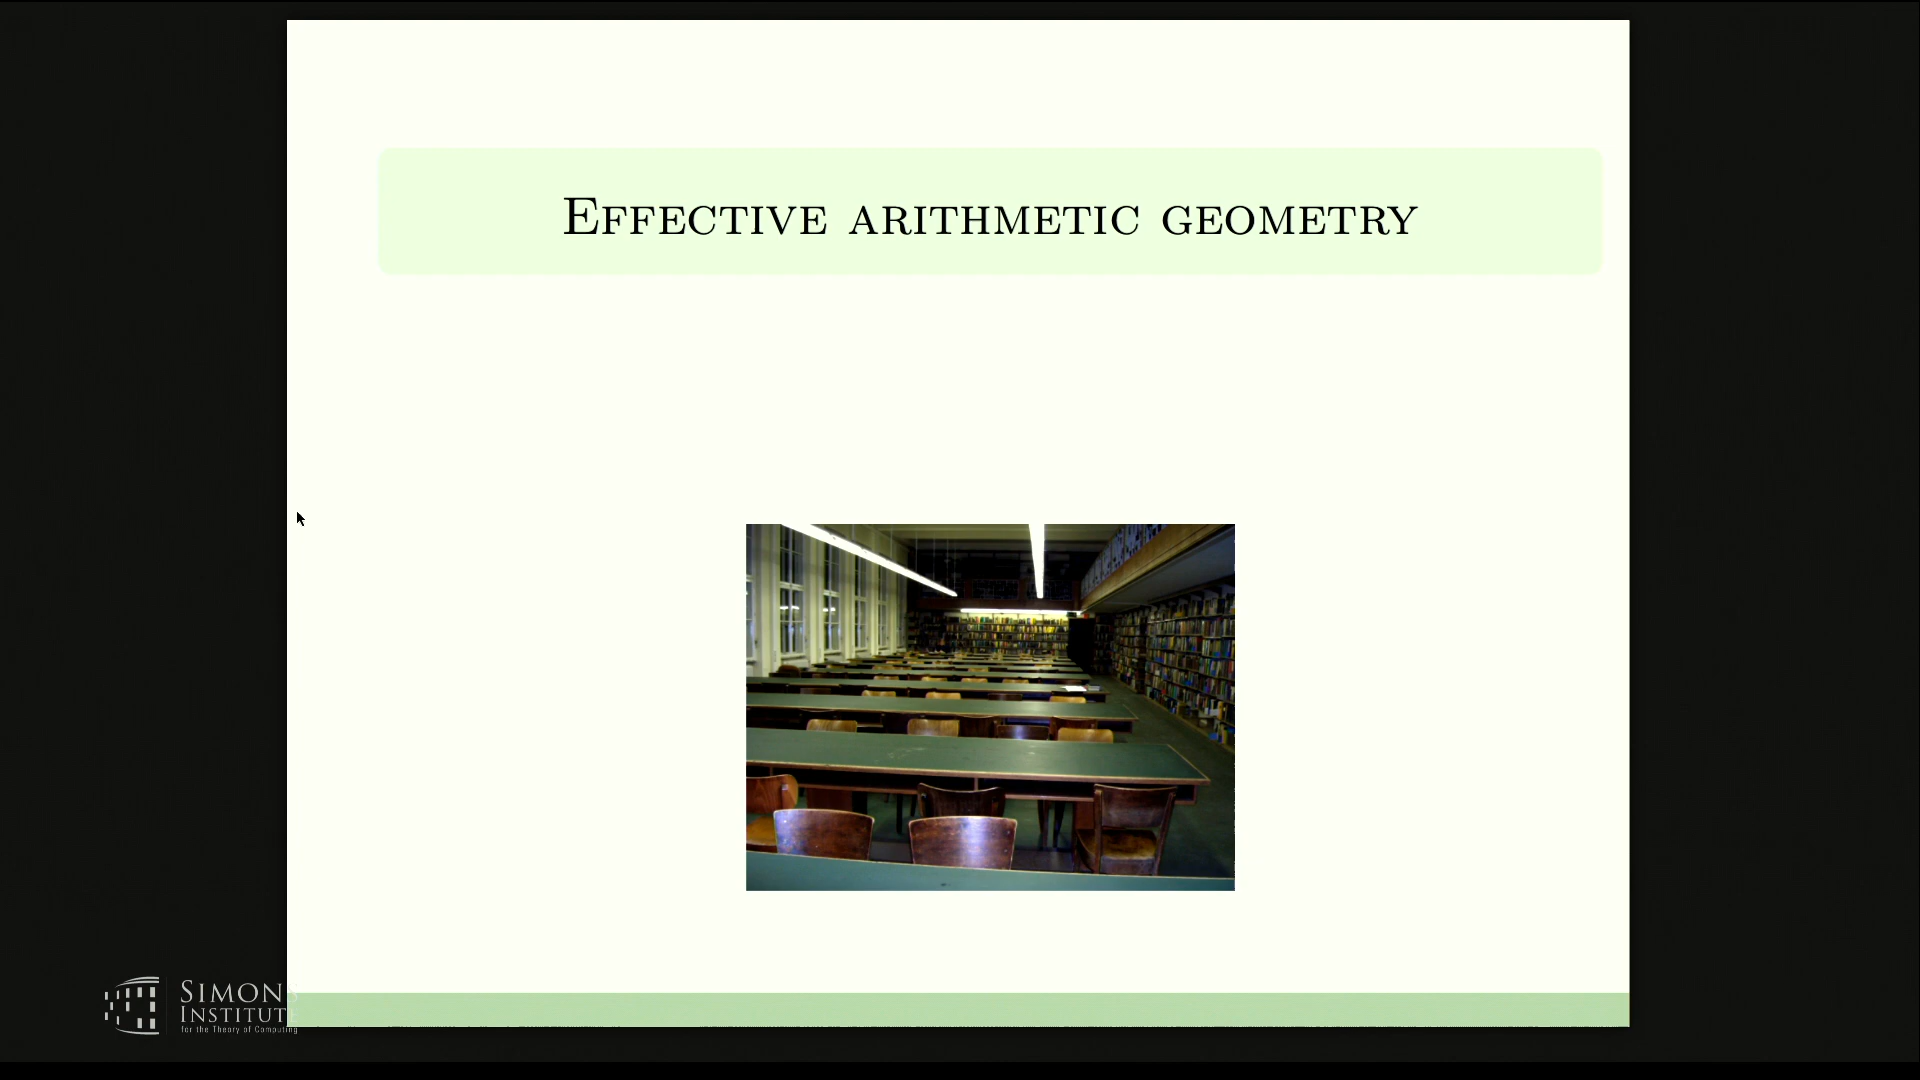 Effective arithmetic geometry
Simons
Institute
for the Theory of Computing